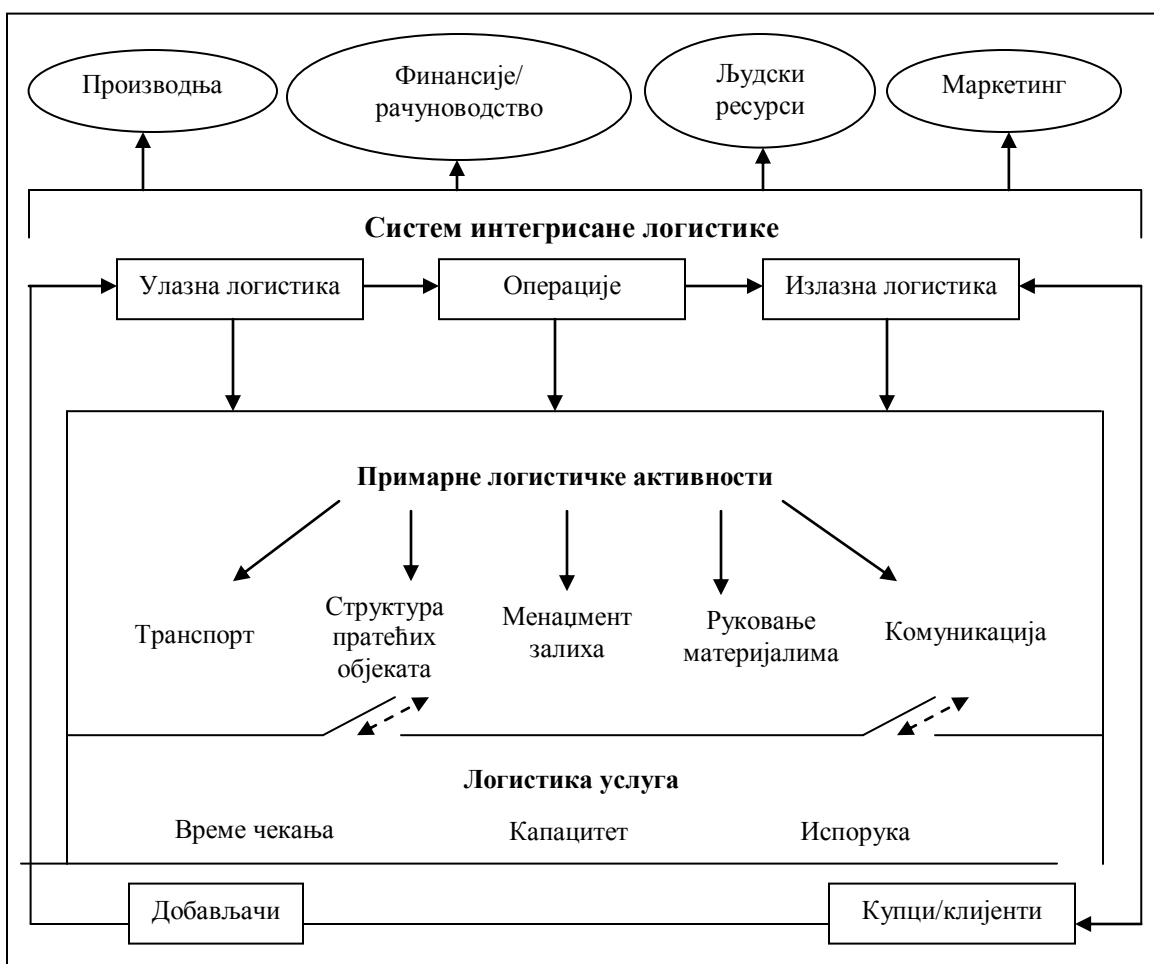 Производња
Финансије/
рачуноводство
Људски
ресурси
Маркетинг
Систем интегрисане логистике
Улазна логистика
Операције
Излазна логистика
Примарне логистичке активности
Транспорт
Структура
пратећих
објеката
Менаџмент
залиха
Руковање
материјалима
Комуникација
Логистика услуга
Време чекања
Капацитет
Испорука
Добављачи
Купци/клијенти